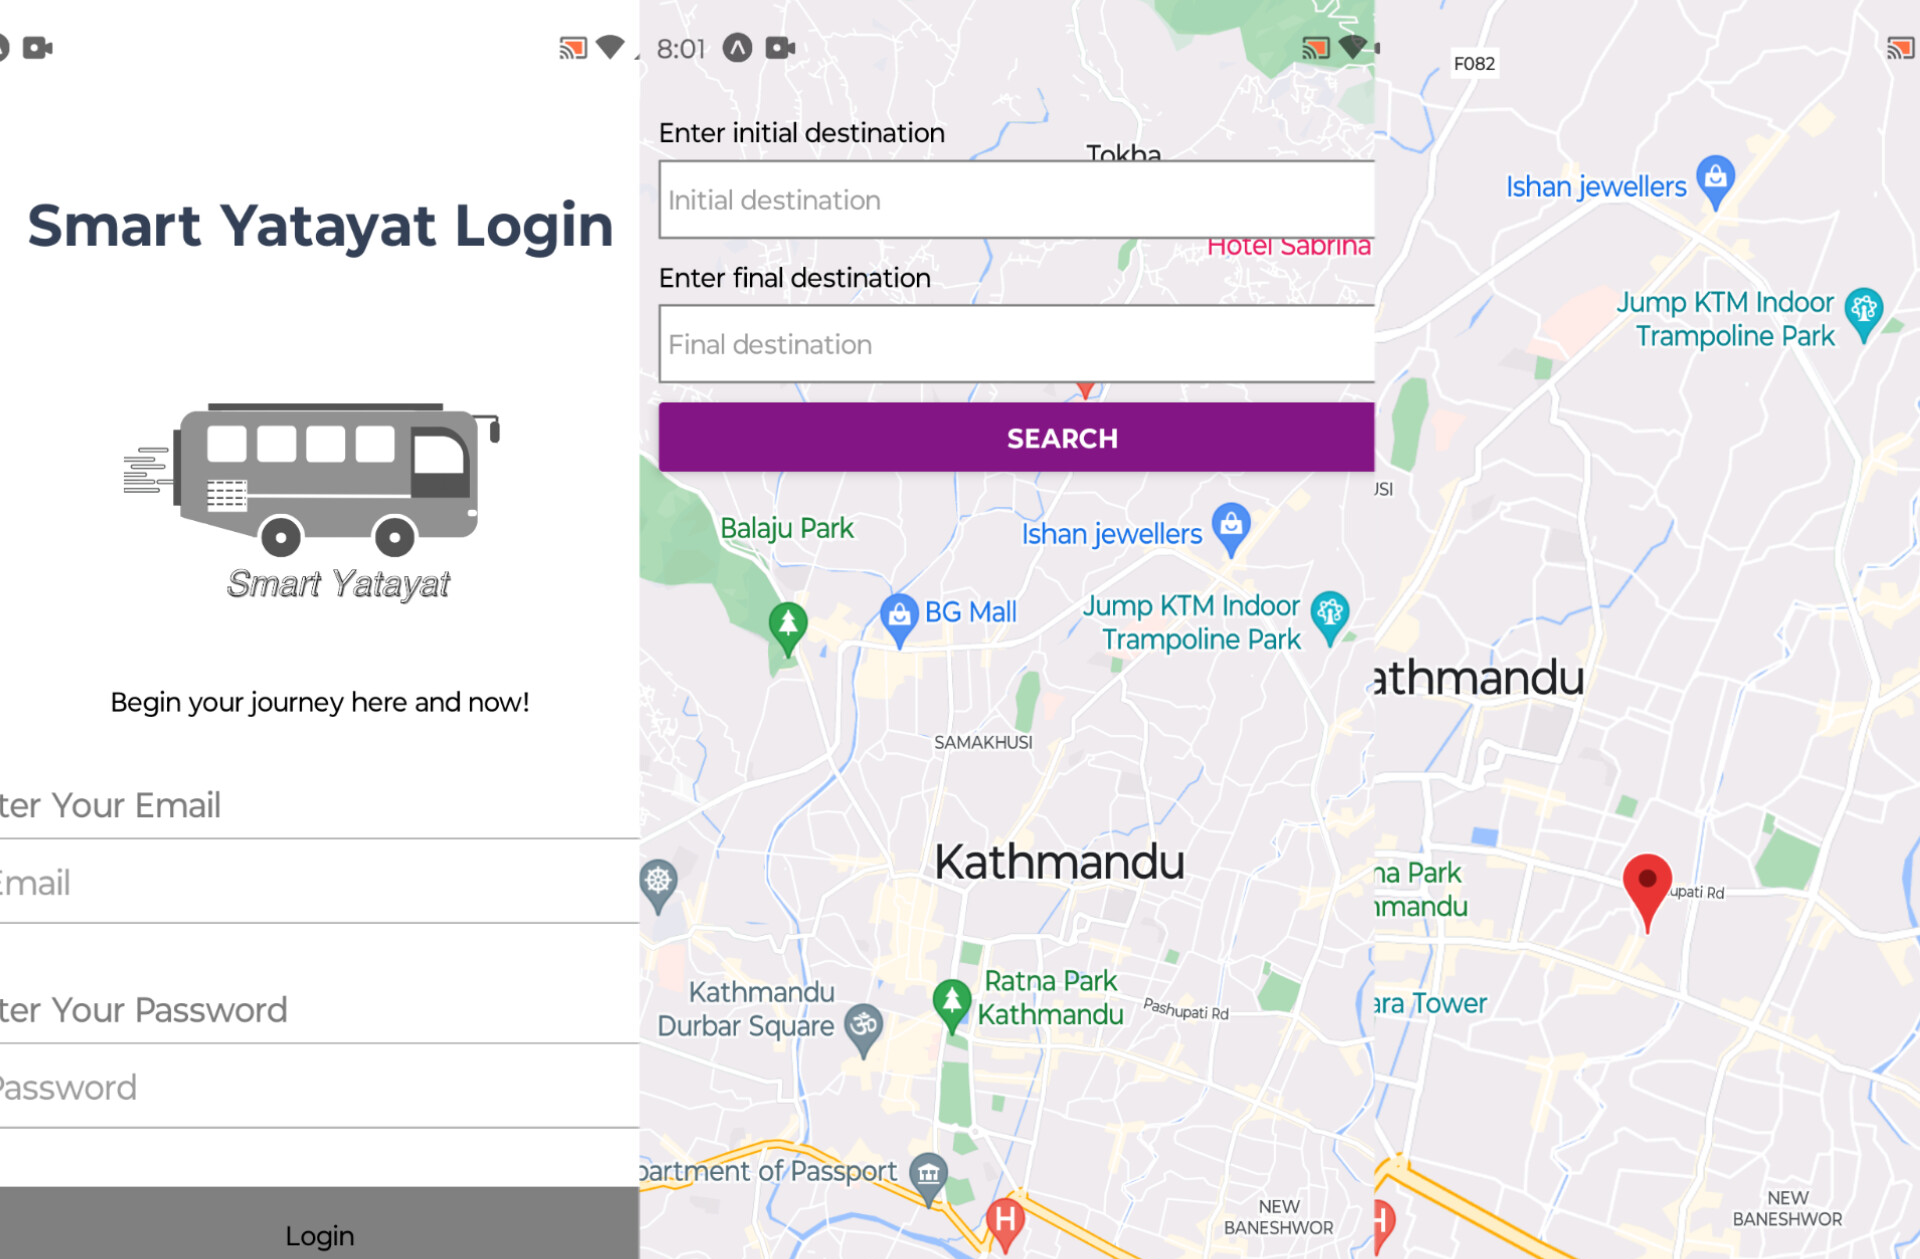 Smart Yatayat Login
Smart Yatayat
Begin your journey here and now!
ter Your Email
Email
ter Your Password
Password
Login
8:01
Enter initial destination
Tokha
Initial destination
Hotel Sabrina
Enter final destination
Final destination
SEARCH
Balaju Park
Ishan jewellers
BG Mall
Jump KTM Indoor
Trampoline Park
SAMAKHUSI
Kathmandu
Ratna Park
Kathmandu
Kathmandu
Durbar Square
Pashupati Rd
partment of Passport
H
NEW
BANESHWOR
F082
Ishan jewellers
Jump KTM Indoor
Trampoline Park
USI
athmandu
na Park
hmandu
upati Rd
ara Tower
H
NEW
BANESHWOR